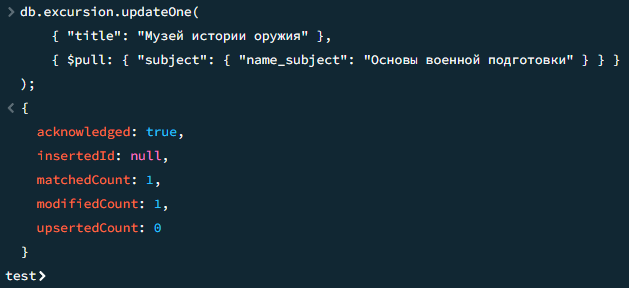 > db.excursion.updateOne(
{ "title": "Музей истории оружия" },
{ $pull: { "subject": { "name_subject": "Основы военной подготовки" } } }
);
< {
acknowledged: true,
insertedId: null,
matchedCount: 1,
modifiedCount: 1,
upsertedCount: 0
}
test>